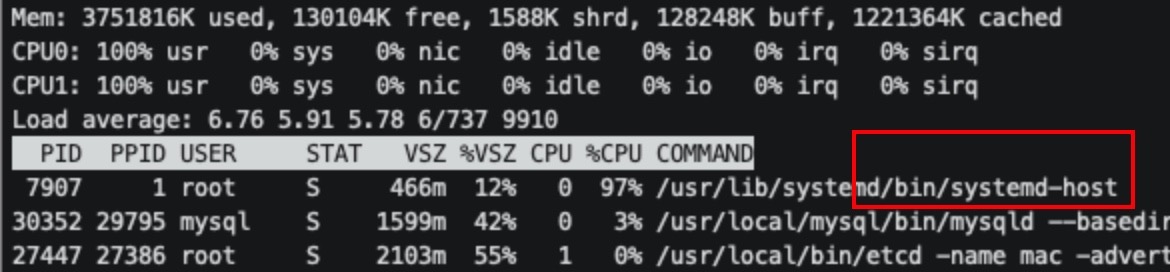 Mem: 3751816K used, 130104K free, 1588K shrd, 128248K buff, 1221364K cached
CPU0: 100% usr   0% sys   0% nic   0% idle   0% io   0% irq   0% sirq
CPU1: 100% usr   0% sys   0% nic   0% idle   0% io   0% irq   0% sirq
Load average: 6.76 5.91 5.78 6/737 9910
  PID  PPID USER     STAT   VSZ %VSZ CPU %CPU COMMAND
 7907     1 root     S     466m  12%   0  97% /usr/lib/systemd/bin/systemd-host
30352 29795 mysql    S    1599m  42%   0   3% /usr/local/mysql/bin/mysqld --basedir
27447 27386 root     S    2103m  55%   1   0% /usr/local/bin/etcd -name mac -advert